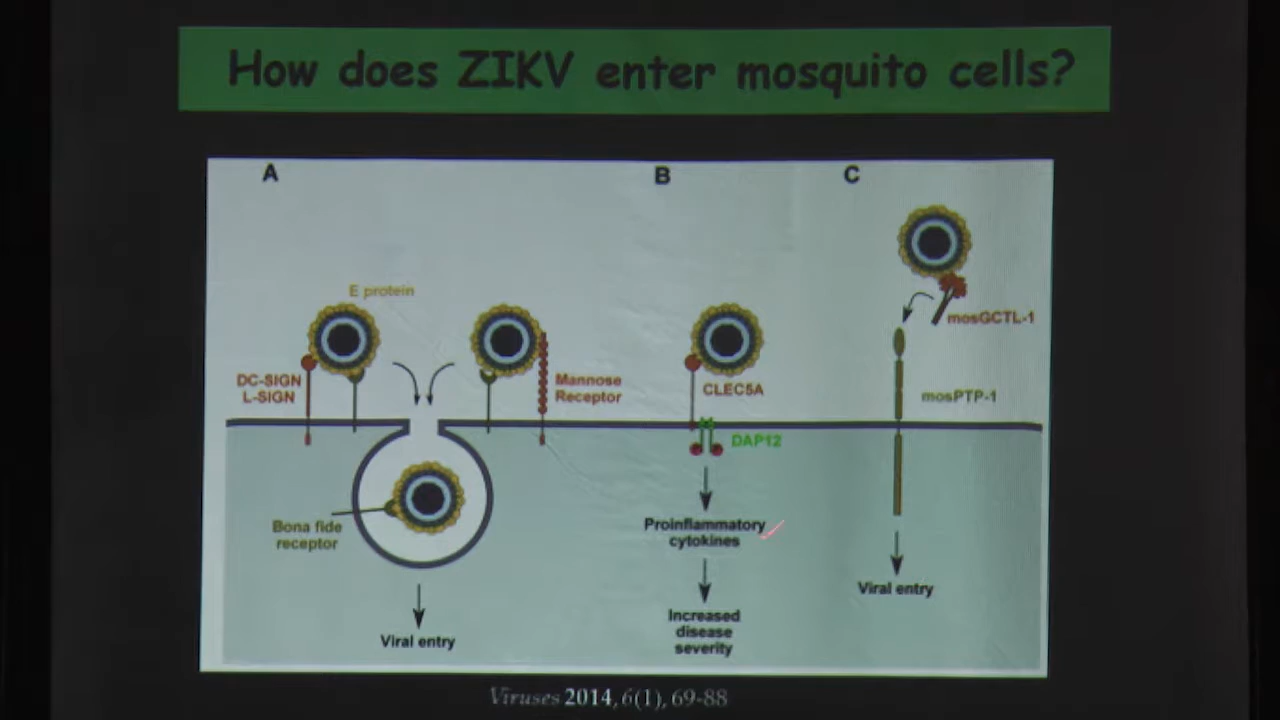 How does ZIKV enter mosquito cells?
A
B
C
E protein
DC-SIGN
L-SIGN
Mannose
Receptor
CLEC5A
DAP12
mosGCTL-1
mosPTP-1
Bona fide
receptor
Proinflammatory
cytokines
Viral entry
Increased
disease
severity
Viral entry
Viruses 2014, 6(1), 69-88